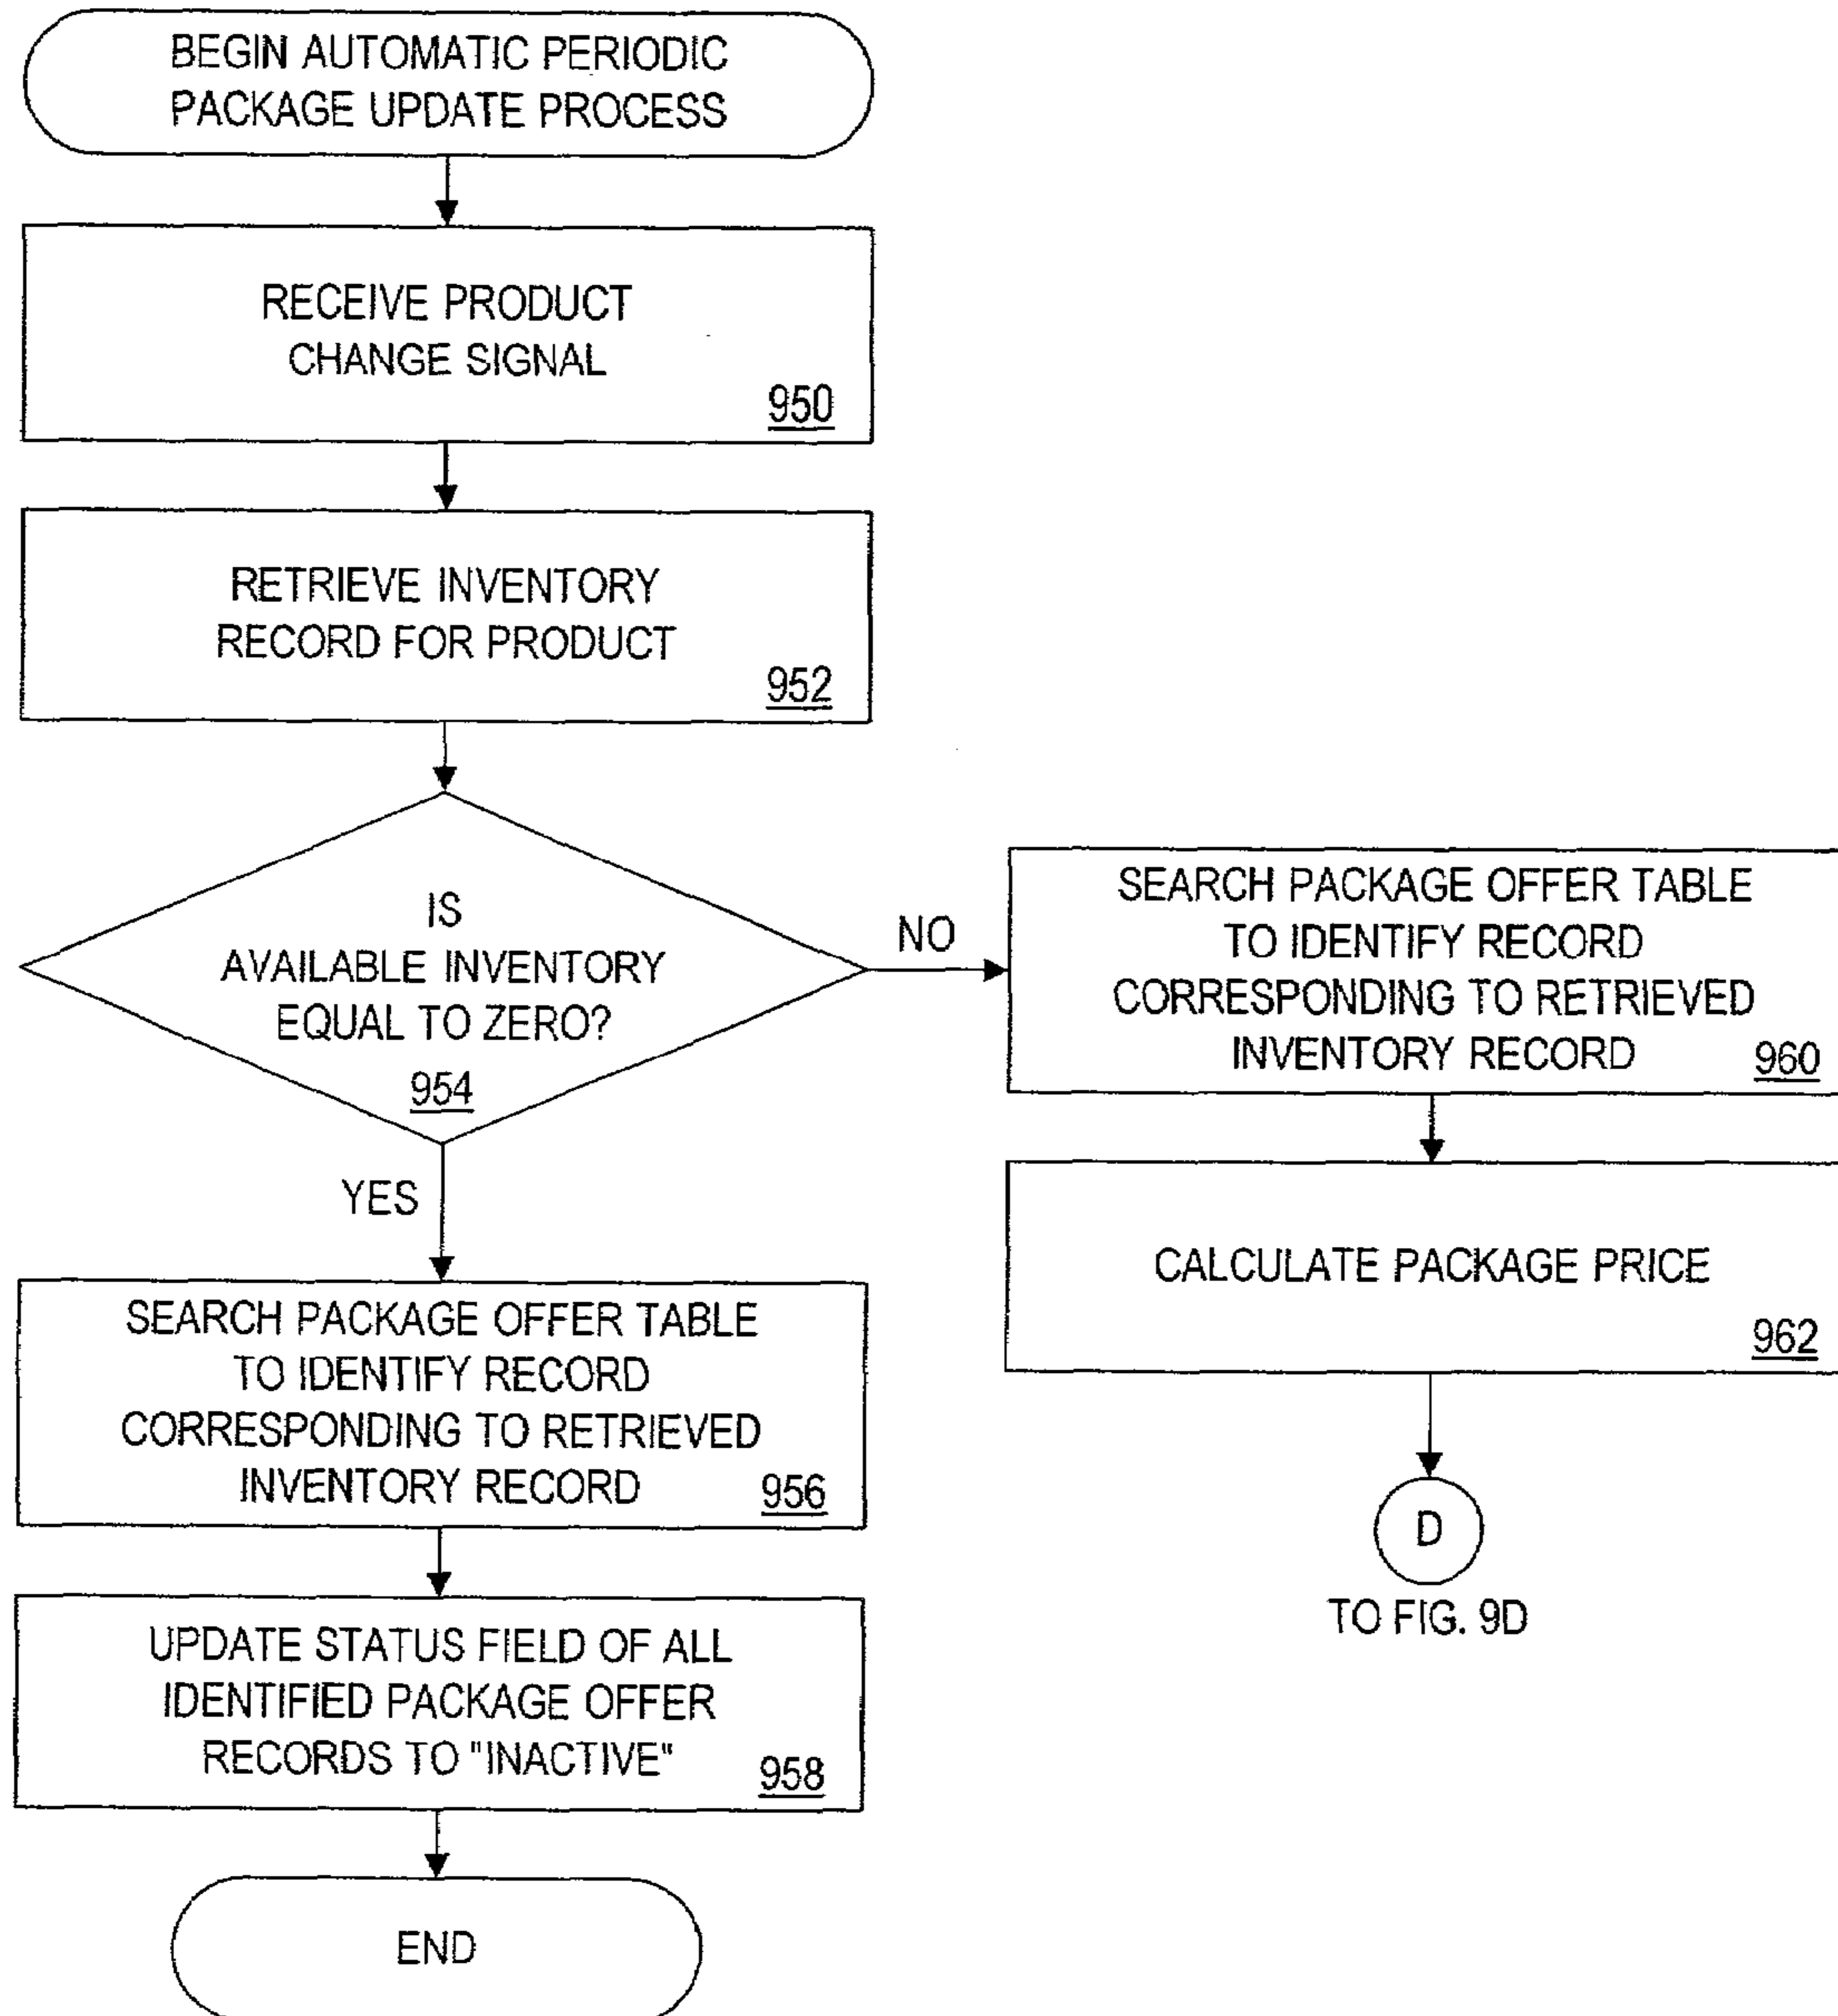 BEGIN AUTOMATIC PERIODIC
PACKAGE UPDATE PROCESS
RECEIVE PRODUCT
CHANGE SIGNAL
950
RETRIEVE INVENTORY
RECORD FOR PRODUCT
952
IS
AVAILABLE INVENTORY
EQUAL TO ZERO?
954
NO
YES
SEARCH PACKAGE OFFER TABLE
TO IDENTIFY RECORD
CORRESPONDING TO RETRIEVED
INVENTORY RECORD
956
UPDATE STATUS FIELD OF ALL
IDENTIFIED PACKAGE OFFER
RECORDS TO "INACTIVE"
958
END
SEARCH PACKAGE OFFER TABLE
TO IDENTIFY RECORD
CORRESPONDING TO RETRIEVED
INVENTORY RECORD
960
CALCULATE PACKAGE PRICE
962
D
TO FIG. 9D